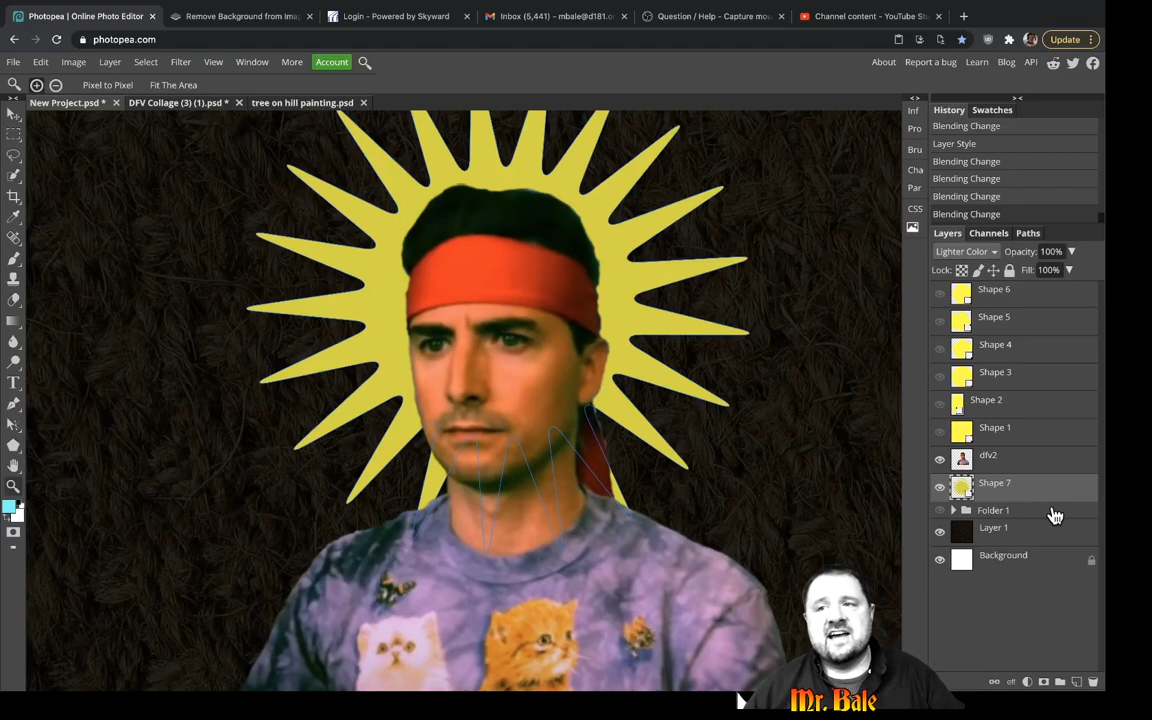 Photopea | Online Photo Editor
Remove Background from Imag
Login - Powered by Skyward
Inbox (5,441) - mbale@d181.or
Question / Help - Capture mou
Channel content - YouTube Stu
photopea.com
Update
File Edit Image Layer Select Filter View Window More Account
About Report a bug Learn Blog API
Pixel to Pixel Fit The Area
New Project.psd *
DFV Collage (3) (1).psd *
tree on hill painting.psd
Inf
Pro
Bru
Cha
Par
CSS
History Swatches
Blending Change
Layer Style
Blending Change
Blending Change
Blending Change
Blending Change
Layers Channels Paths
Lighter Color Opacity: 100%
Lock: Fill: 100%
Shape 6
Shape 5
Shape 4
Shape 3
Shape 2
Shape 1
dfv2
Shape 7
Folder 1
Layer 1
Background
eff
Mr. Bale